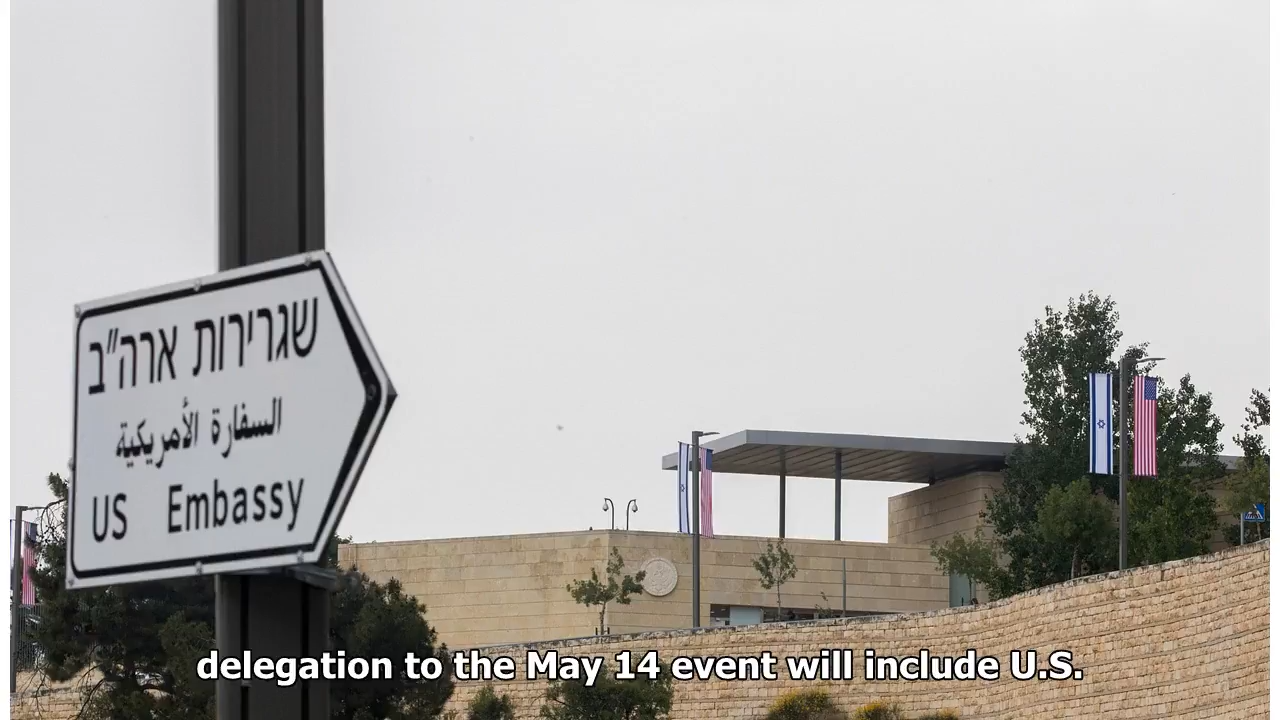 שגרירות ארה"ב
السفارة الأمريكية
US Embassy
delegation to the May 14 event will include U.S.